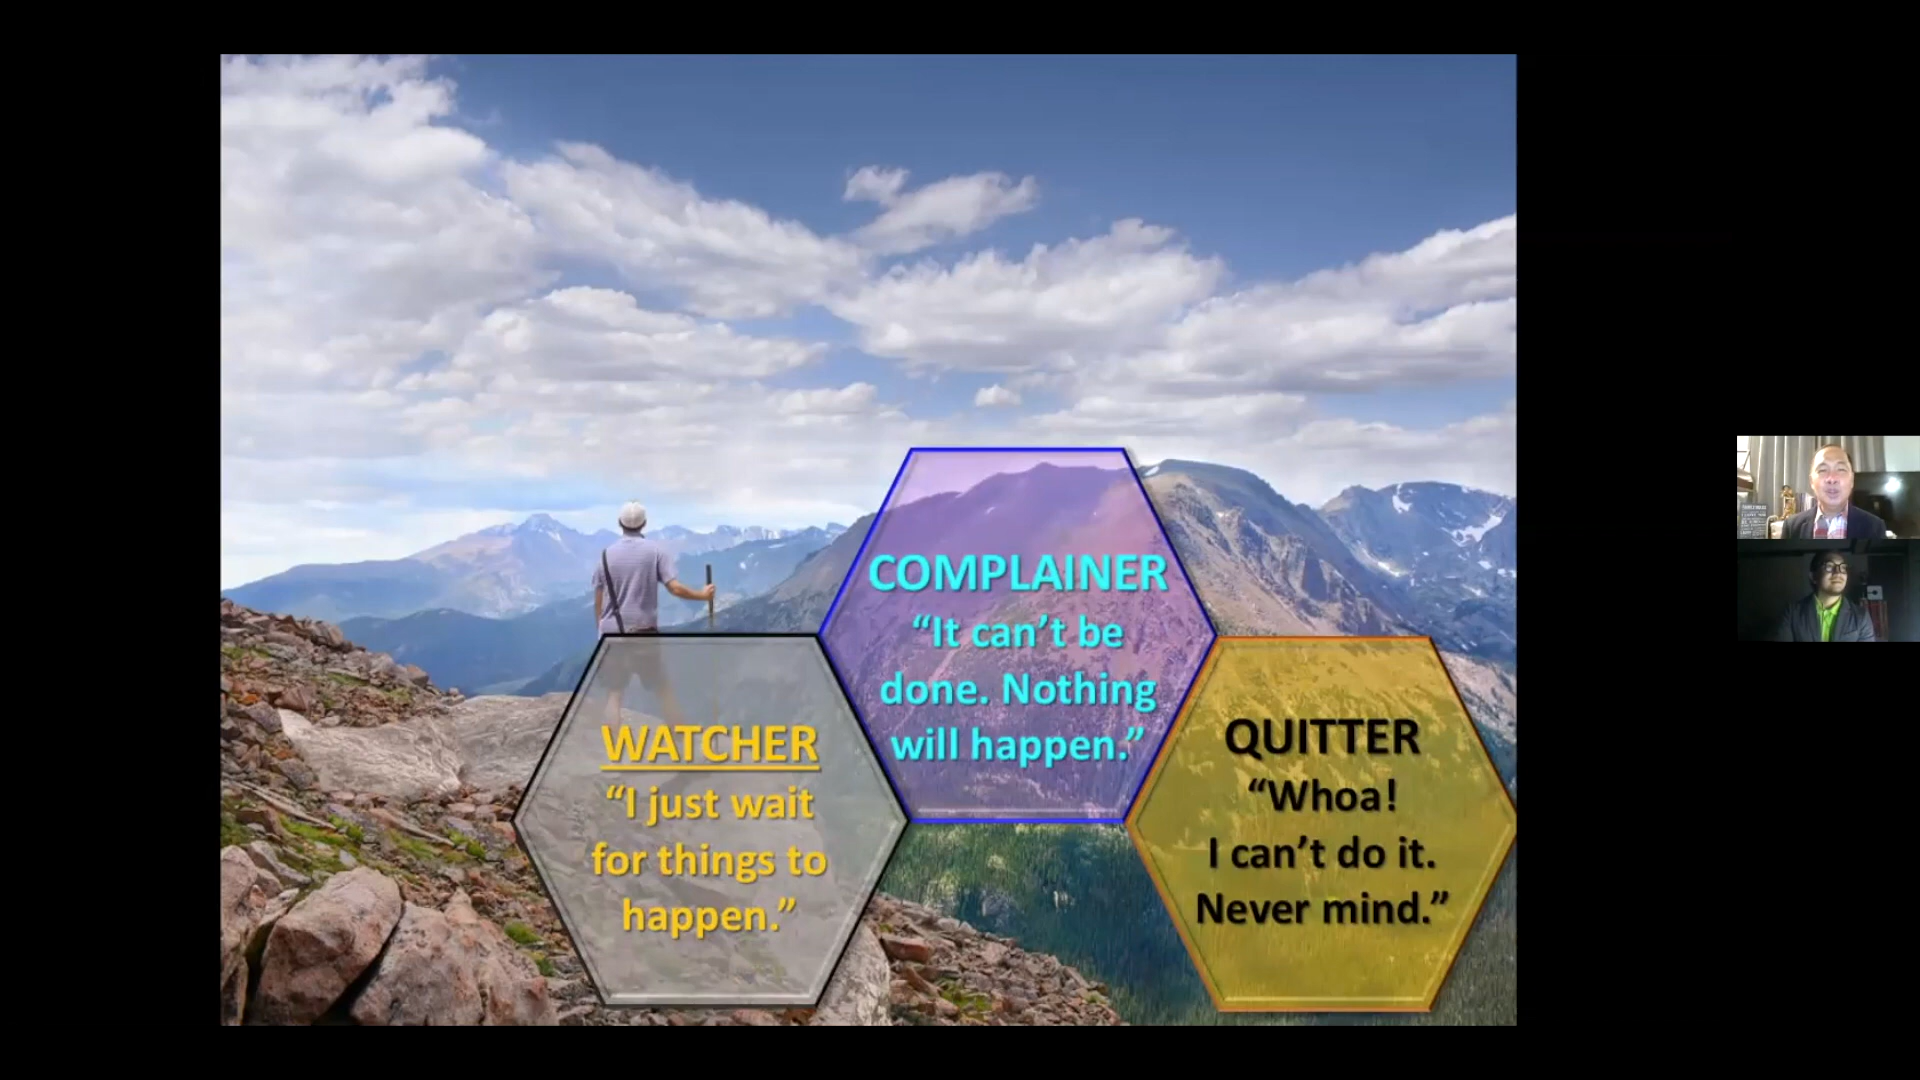 WATCHER
“I just wait
for things to
happen.”
COMPLAINER
“It can’t be
done. Nothing
will happen.”
QUITTER
“Whoa!
I can’t do it.
Never mind.”